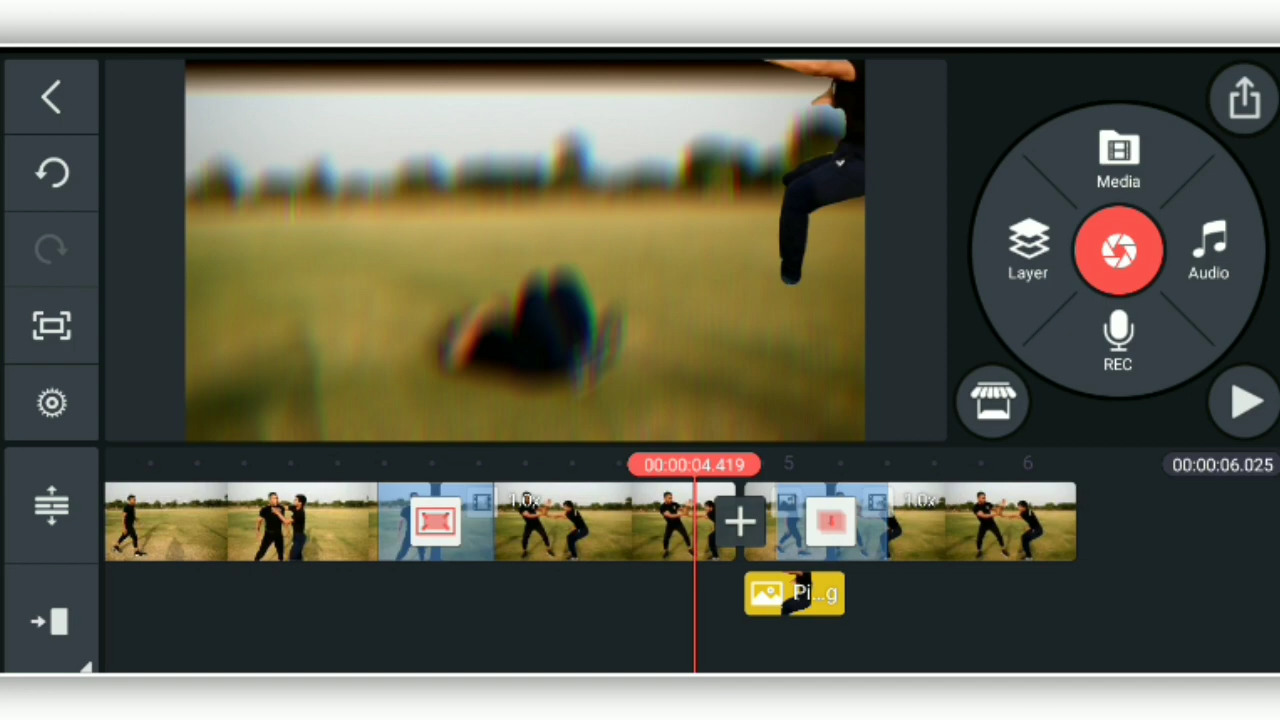 Media
Layer
Audio
REC
00:00:04.419
5
6
00:00:06.025
1.0x
1.0x
Pi...g